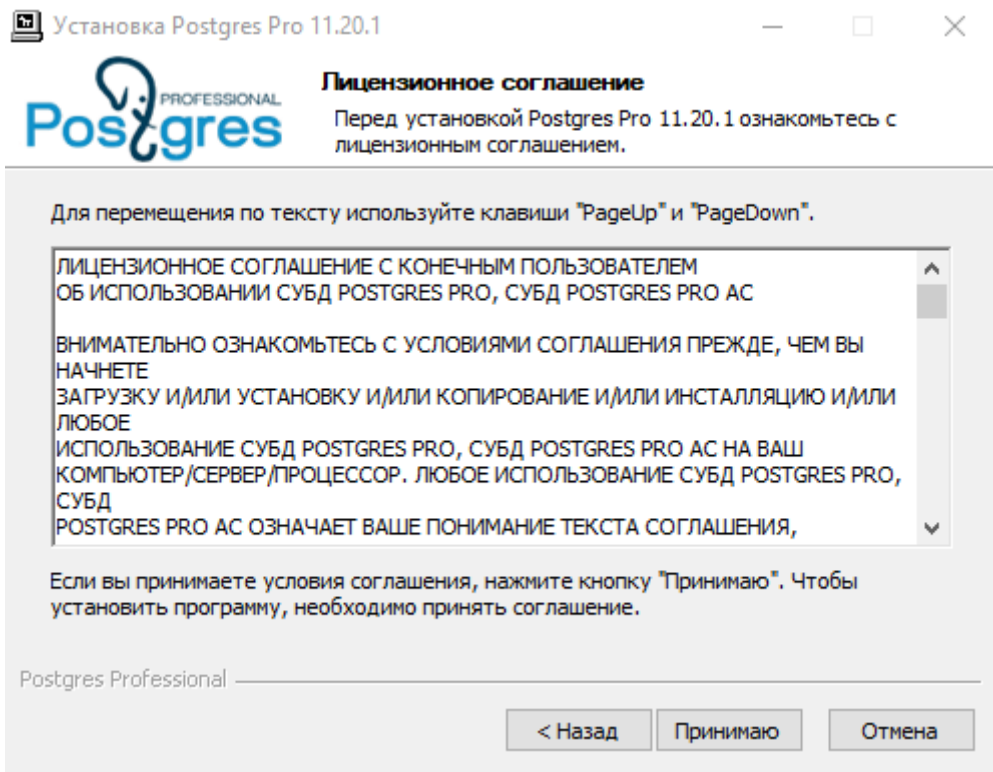 Установка Postgres Pro 11.20.1
PROFESSIONAL
Postgres
Лицензионное соглашение
Перед установкой Postgres Pro 11.20.1 ознакомьтесь с
лицензионным соглашением.
Для перемещения по тексту используйте клавиши "PageUp" и "PageDown".
ЛИЦЕНЗИОННОЕ СОГЛАШЕНИЕ С КОНЕЧНЫМ ПОЛЬЗОВАТЕЛЕМ
ОБ ИСПОЛЬЗОВАНИИ СУБД POSTGRES PRO, СУБД POSTGRES PRO AC
ВНИМАТЕЛЬНО ОЗНАКОМЬТЕСЬ С УСЛОВИЯМИ СОГЛАШЕНИЯ ПРЕЖДЕ, ЧЕМ ВЫ
НАЧНЕТЕ
ЗАГРУЗКУ И/ИЛИ УСТАНОВКУ И/ИЛИ КОПИРОВАНИЕ И/ИЛИ ИНСТАЛЛЯЦИЮ И/ИЛИ
ЛЮБОЕ
ИСПОЛЬЗОВАНИЕ СУБД POSTGRES PRO, СУБД POSTGRES PRO AC НА ВАШ
КОМПЬЮТЕР/СЕРВЕР/ПРОЦЕССОР. ЛЮБОЕ ИСПОЛЬЗОВАНИЕ СУБД POSTGRES PRO,
СУБД
POSTGRES PRO AC ОЗНАЧАЕТ ВАШЕ ПОНИМАНИЕ ТЕКСТА СОГЛАШЕНИЯ,
Если вы принимаете условия соглашения, нажмите кнопку "Принимаю". Чтобы
установить программу, необходимо принять соглашение.
Postgres Professional
< Назад
Принимаю
Отмена